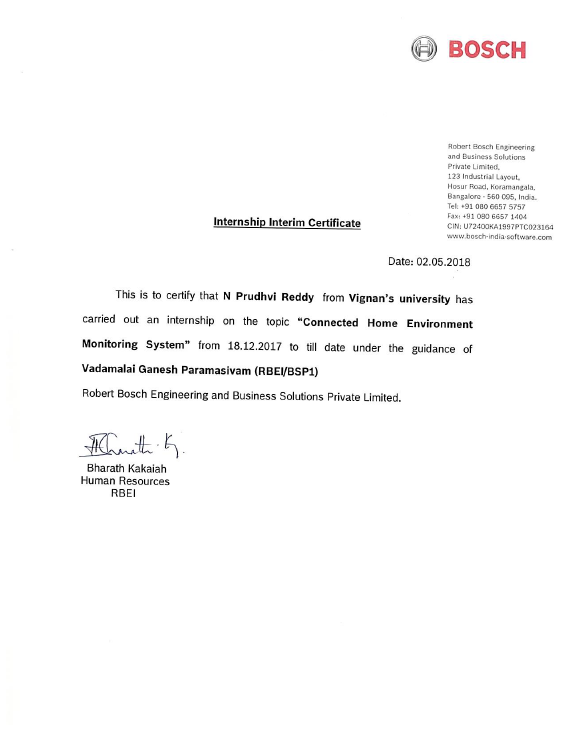 BOSCH
Robert Bosch Engineering
and Business Solutions
Private Limited,
123 Industrial Layout,
Hosur Road, Koramangala,
Bangalore - 560 095, India.
Tel: +91 080 6657 5757
Fax: +91 080 6657 1404
CIN: U72400KA1997PTC023164
www.bosch-india-software.com
Internship Interim Certificate
Date: 02.05.2018
This is to certify that N Prudhvi Reddy from Vignan's university has
carried out an internship on the topic "Connected Home Environment
Monitoring System" from 18.12.2017 to till date under the guidance of
Vadamalai Ganesh Paramasivam (RBEI/BSP1)
Robert Bosch Engineering and Business Solutions Private Limited.
Bharath Kakaiah
Human Resources
RBEI